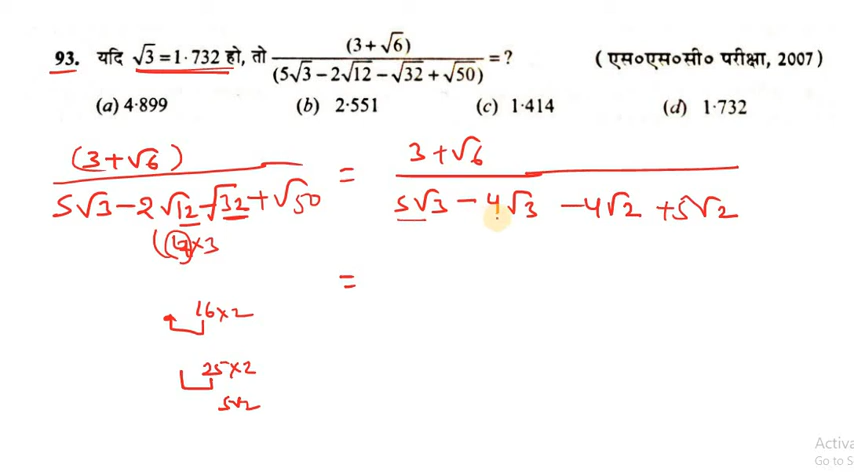 93. यदि √3 = 1·732 हो, तो (3 + √6) / (5√3 − 2√12 − √32 + √50) = ? (एस०एस०सी० परीक्षा, 2007)
(a) 4·899 (b) 2·551 (c) 1·414 (d) 1·732
(3 + √6) / 5√3 − 2√12 − √32 + √50 = 3 + √6 / 5√3 − 4√3 − 4√2 + 5√2
×3
=
16×2
25×2
5√2
Activa
Go to S